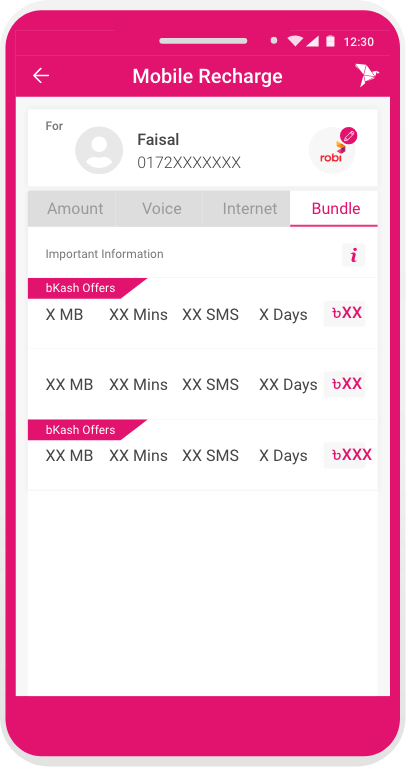 12:30
Mobile Recharge
For
Faisal
0172XXXXXXX
robi
Amount Voice Internet Bundle
Important Information i
bKash Offers
X MB XX Mins XX SMS X Days ৳XX
XX MB XX Mins XX SMS XX Days ৳XX
bKash Offers
XX MB XX Mins XX SMS X Days ৳XXX